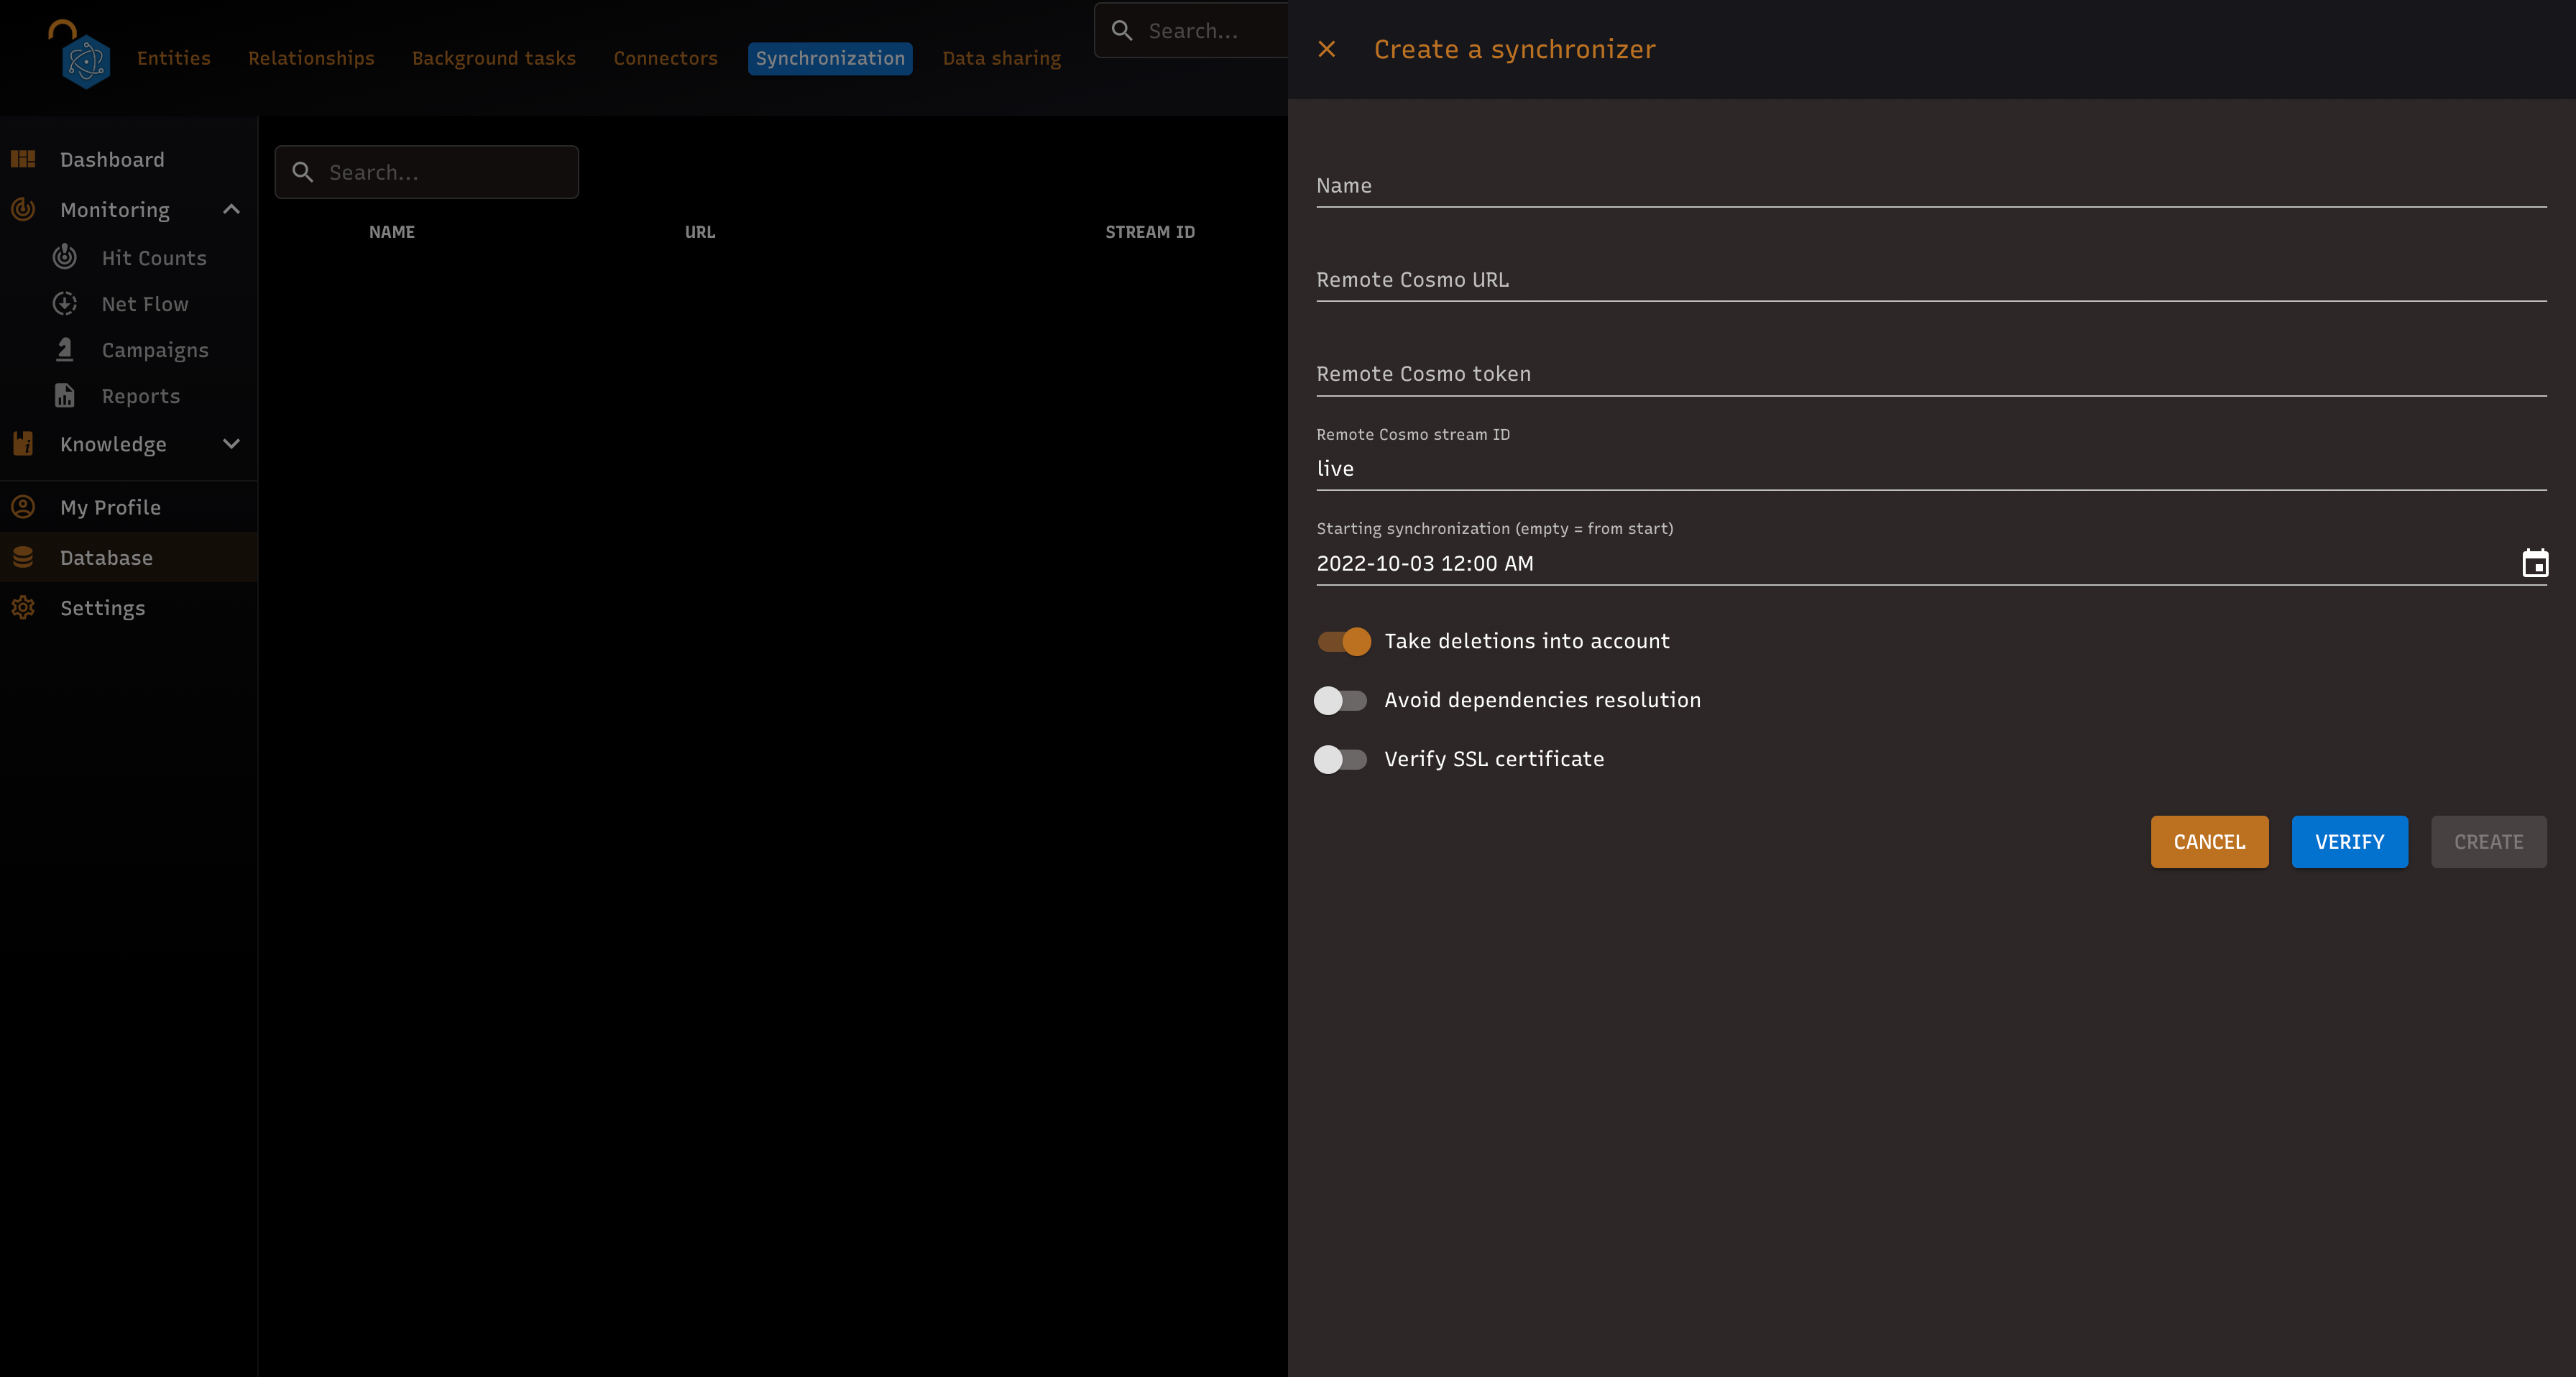 Entities Relationships Background tasks Connectors Synchronization Data sharing
Search...
Dashboard
Monitoring
Hit Counts
Net Flow
Campaigns
Reports
Knowledge
My Profile
Database
Settings
Search...
NAME URL STREAM ID
Create a synchronizer
Name
Remote Cosmo URL
Remote Cosmo token
Remote Cosmo stream ID
live
Starting synchronization (empty = from start)
2022-10-03 12:00 AM
Take deletions into account
Avoid dependencies resolution
Verify SSL certificate
CANCEL VERIFY CREATE